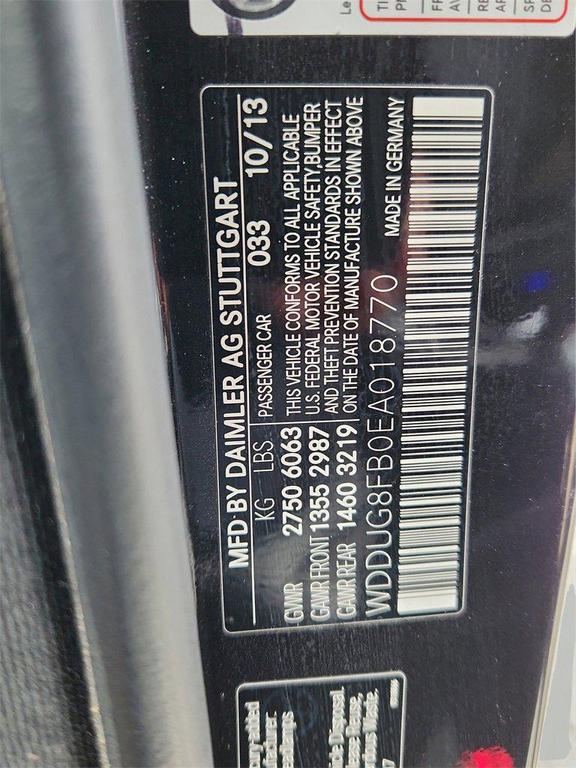 MFD BY DAIMLER AG STUTTGART
KG LBS PASSENGER CAR 033 10/13
GVWR 2750 6063 THIS VEHICLE CONFORMS TO ALL APPLICABLE
GAWR FRONT 1355 2987 U.S. FEDERAL MOTOR VEHICLE SAFETY,BUMPER
GAWR REAR 1460 3219 AND THEFT PREVENTION STANDARDS IN EFFECT
ON THE DATE OF MANUFACTURE SHOWN ABOVE
WDDUG8FB0EA018770 MADE IN GERMANY
Le